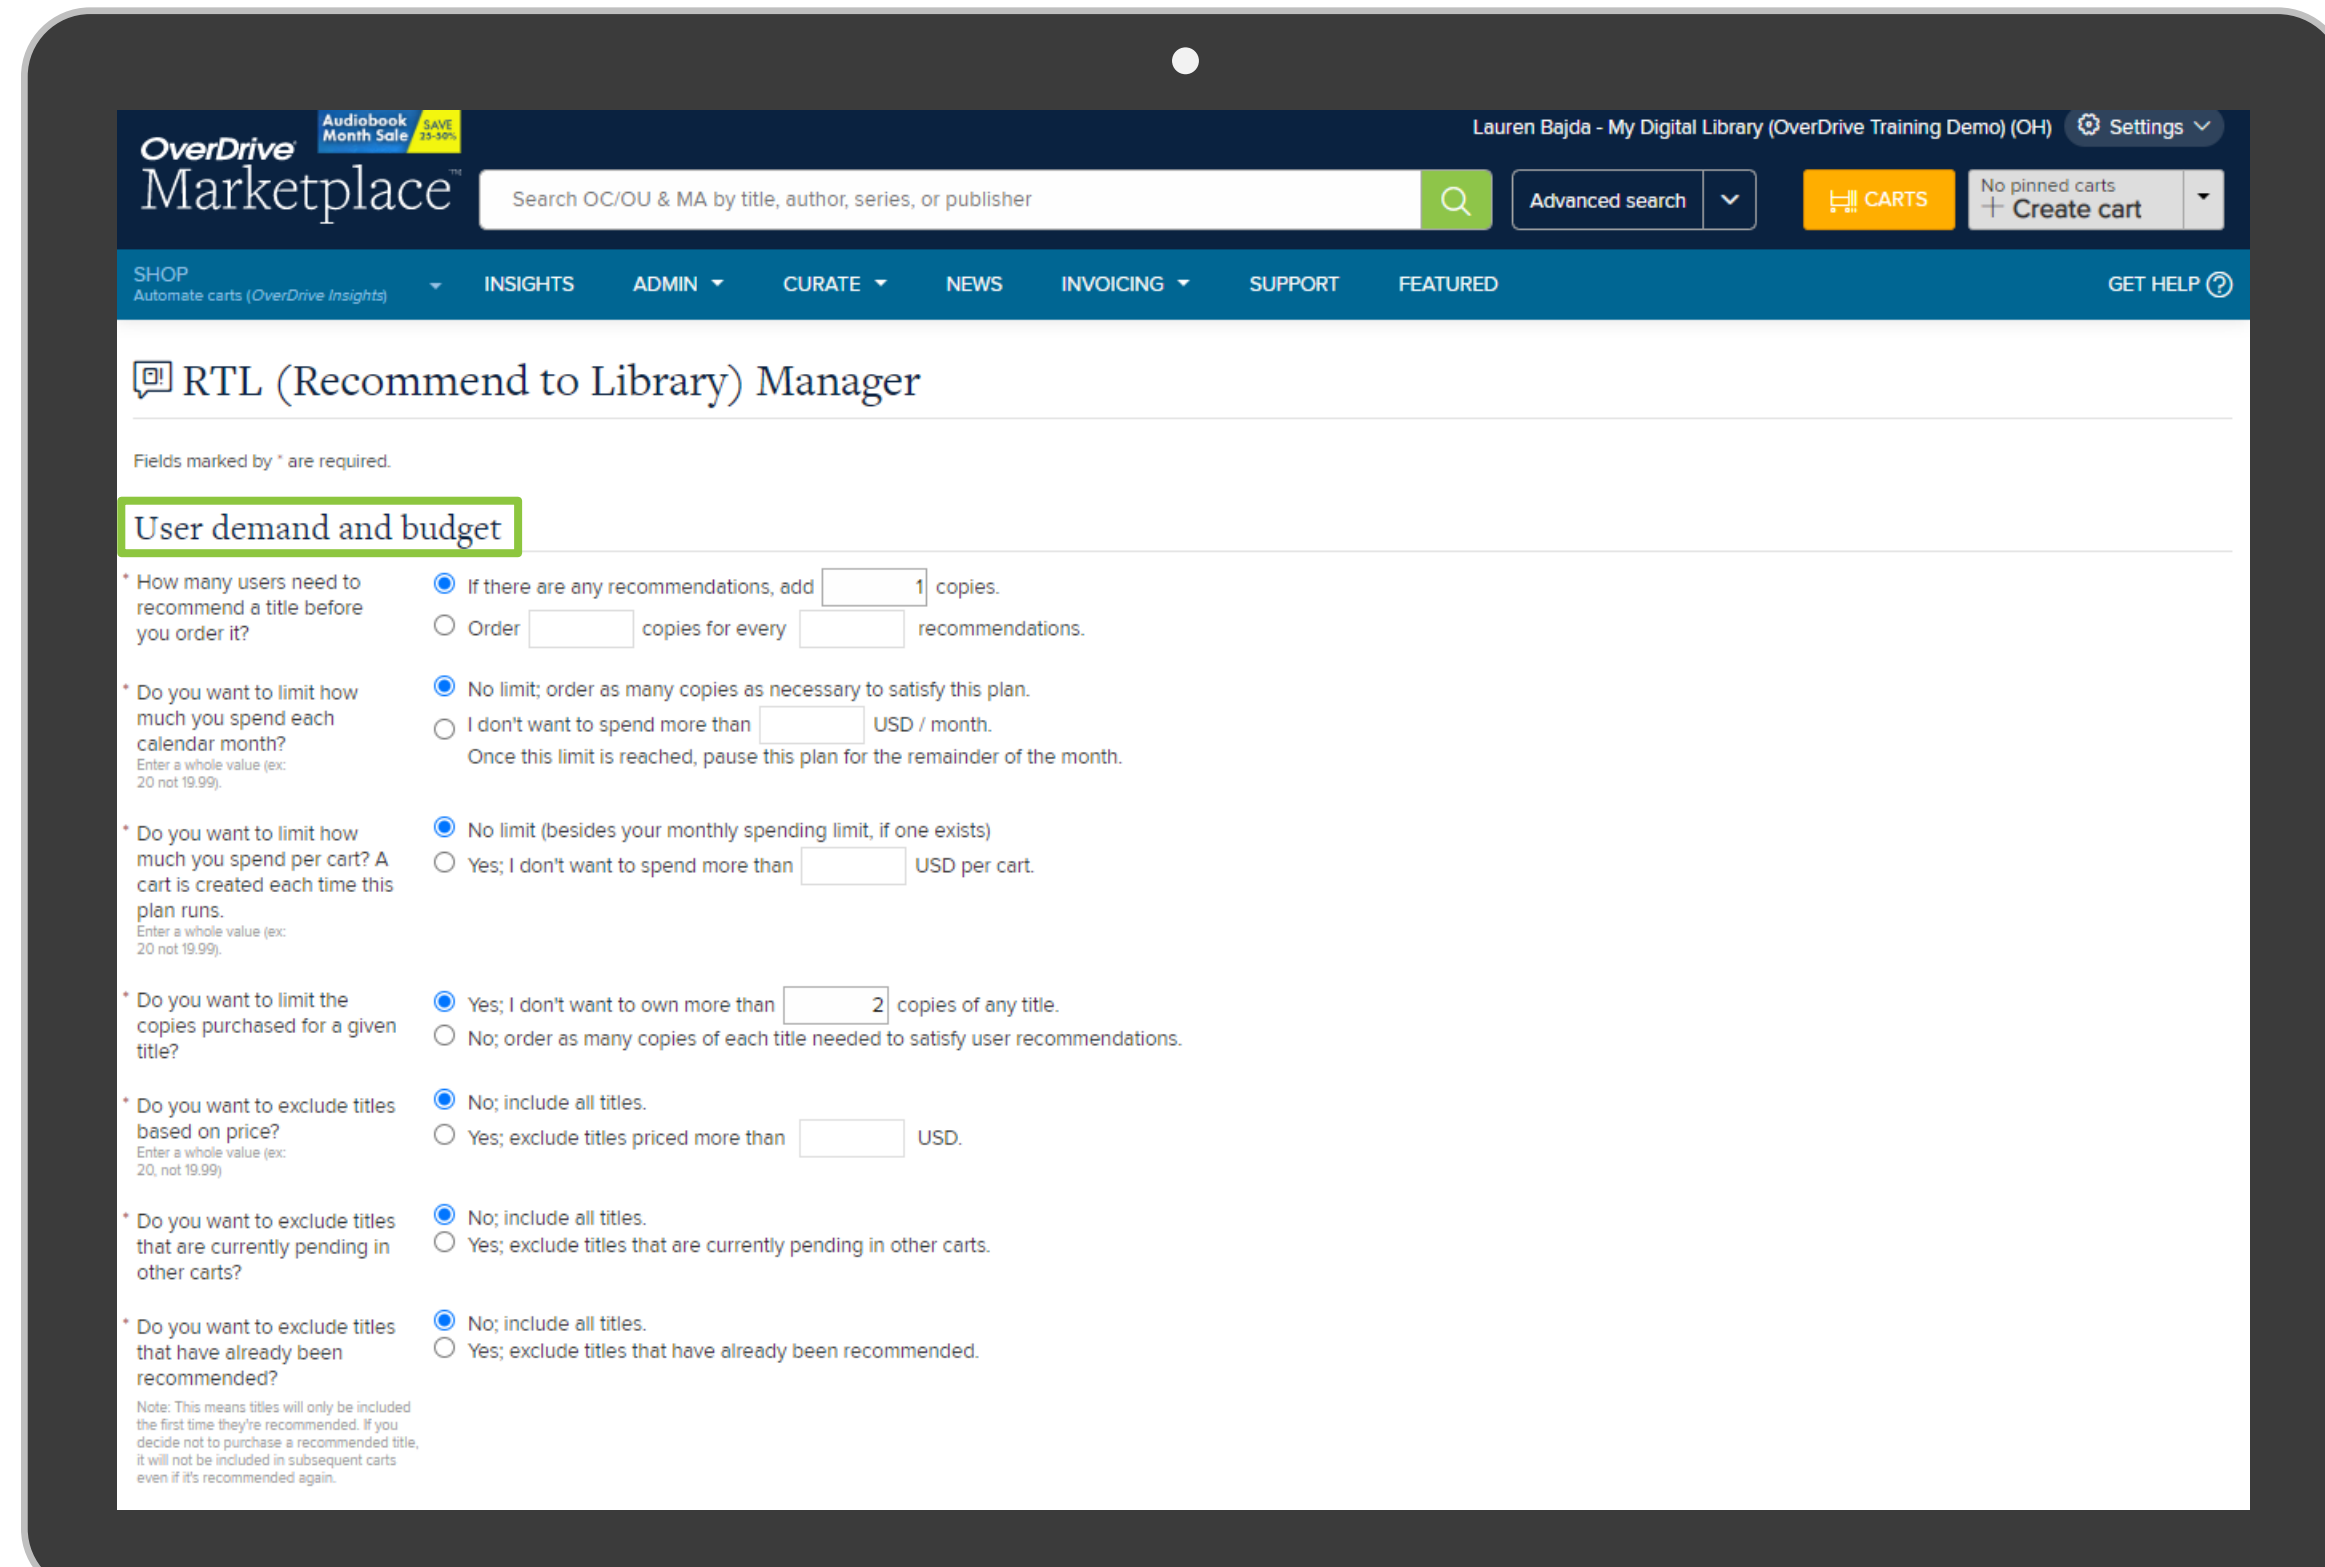 Audiobook
Month Sale
SAVE
25-50%
OverDrive
Marketplace™
Lauren Bajda - My Digital Library (OverDrive Training Demo) (OH)
Settings
Search OC/OU & MA by title, author, series, or publisher
Advanced search
CARTS
No pinned carts
+ Create cart
SHOP
Automate carts (OverDrive Insights)
INSIGHTS
ADMIN
CURATE
NEWS
INVOICING
SUPPORT
FEATURED
GET HELP ?
RTL (Recommend to Library) Manager
Fields marked by * are required.
User demand and budget
* How many users need to
recommend a title before
you order it?
If there are any recommendations, add 1 copies.
Order copies for every recommendations.
* Do you want to limit how
much you spend each
calendar month?
Enter a whole value (ex:
20 not 19.99).
No limit; order as many copies as necessary to satisfy this plan.
I don't want to spend more than USD / month.
Once this limit is reached, pause this plan for the remainder of the month.
* Do you want to limit how
much you spend per cart? A
cart is created each time this
plan runs.
Enter a whole value (ex:
20 not 19.99).
No limit (besides your monthly spending limit, if one exists)
Yes; I don't want to spend more than USD per cart.
* Do you want to limit the
copies purchased for a given
title?
Yes; I don't want to own more than 2 copies of any title.
No; order as many copies of each title needed to satisfy user recommendations.
* Do you want to exclude titles
based on price?
Enter a whole value (ex:
20, not 19.99)
No; include all titles.
Yes; exclude titles priced more than USD.
* Do you want to exclude titles
that are currently pending in
other carts?
No; include all titles.
Yes; exclude titles that are currently pending in other carts.
* Do you want to exclude titles
that have already been
recommended?
Note: This means titles will only be included
the first time they're recommended. If you
decide not to purchase a recommended title,
it will not be included in subsequent carts
even if it's recommended again.
No; include all titles.
Yes; exclude titles that have already been recommended.